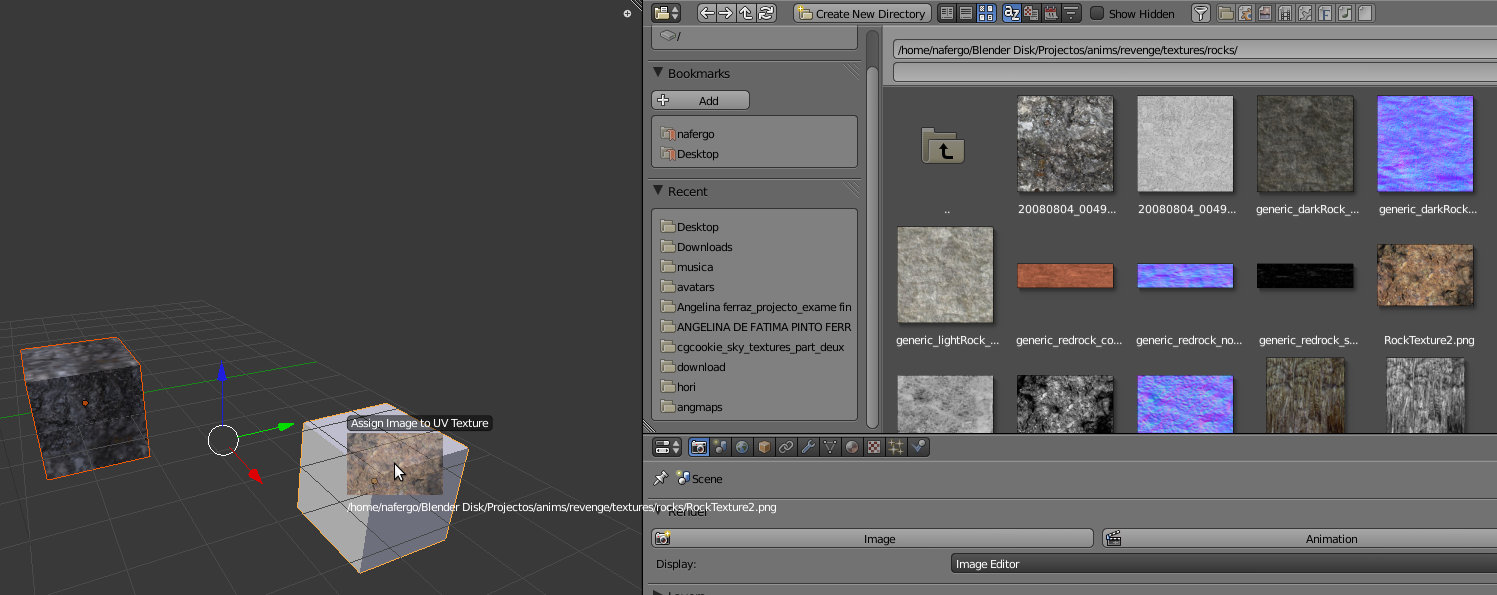 Create New Directory
Show Hidden
/
/home/nafergo/Blender Disk/Projectos/anims/revenge/textures/rocks/
Bookmarks
Add
nafergo
Desktop
Recent
Desktop
Downloads
musica
avatars
Angelina ferraz_projecto_exame fin
ANGELINA DE FATIMA PINTO FERR
cgcookie_sky_textures_part_deux
download
hori
angmaps
..
20080804_0049...
20080804_0049...
generic_darkRock_...
generic_darkRock...
generic_lightRock_...
generic_redrock_co...
generic_redrock_no...
generic_redrock_s...
RockTexture2.png
Assign Image to UV Texture
/home/nafergo/Blender Disk/Projectos/anims/revenge/textures/rocks/RockTexture2.png
Scene
Render
Image
Animation
Display:
Image Editor